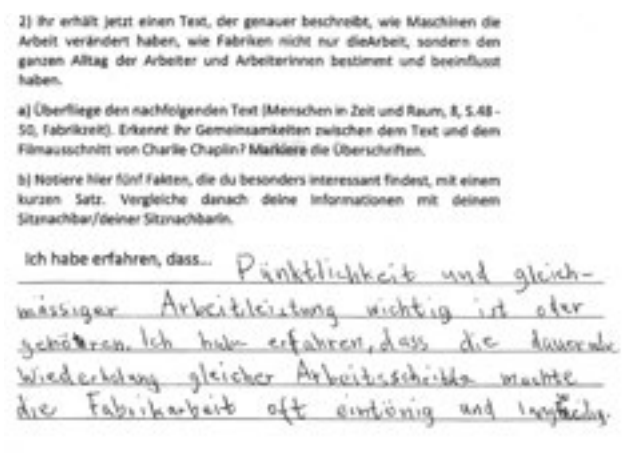 2) Ihr erhält jetzt einen Text, der genauer beschreibt, wie Maschinen die
Arbeit verändert haben, wie Fabriken nicht nur dieArbeit, sondern den
ganzen Alltag der Arbeiter und Arbeiterinnen bestimmt und beeinflusst
haben.
a) Überfliege den nachfolgenden Text (Menschen in Zeit und Raum, 8, S.48 -
50, Fabrikzeit). Erkennt ihr Gemeinsamkeiten zwischen dem Text und dem
Filmausschnitt von Charlie Chaplin? Markiere die Überschriften.
b) Notiere hier fünf Fakten, die du besonders interessant findest, mit einem
kurzen Satz. Vergleiche danach deine Informationen mit deinem
Sitznachbar/deiner Sitznachbarin.
Ich habe erfahren, dass... Pünktlichkeit und gleich-
mässiger Arbeitleistung wichtig ist oder
gehören. Ich habe erfahren, dass die dauernde
Wiederholung gleicher Arbeitsschritte machte
die Fabrikarbeit oft eintönig und